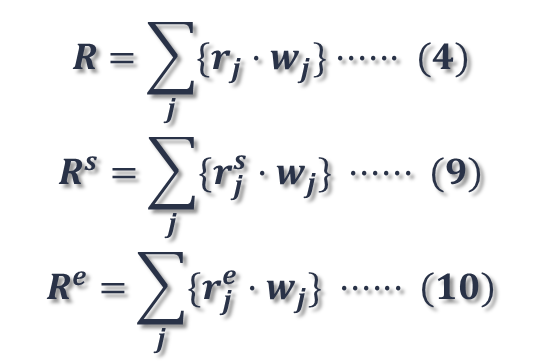 R = ∑_j {r_j · w_j} ······ (4)
R^s = ∑_j {r_j^s · w_j} ······ (9)
R^e = ∑_j {r_j^e · w_j} ······ (10)